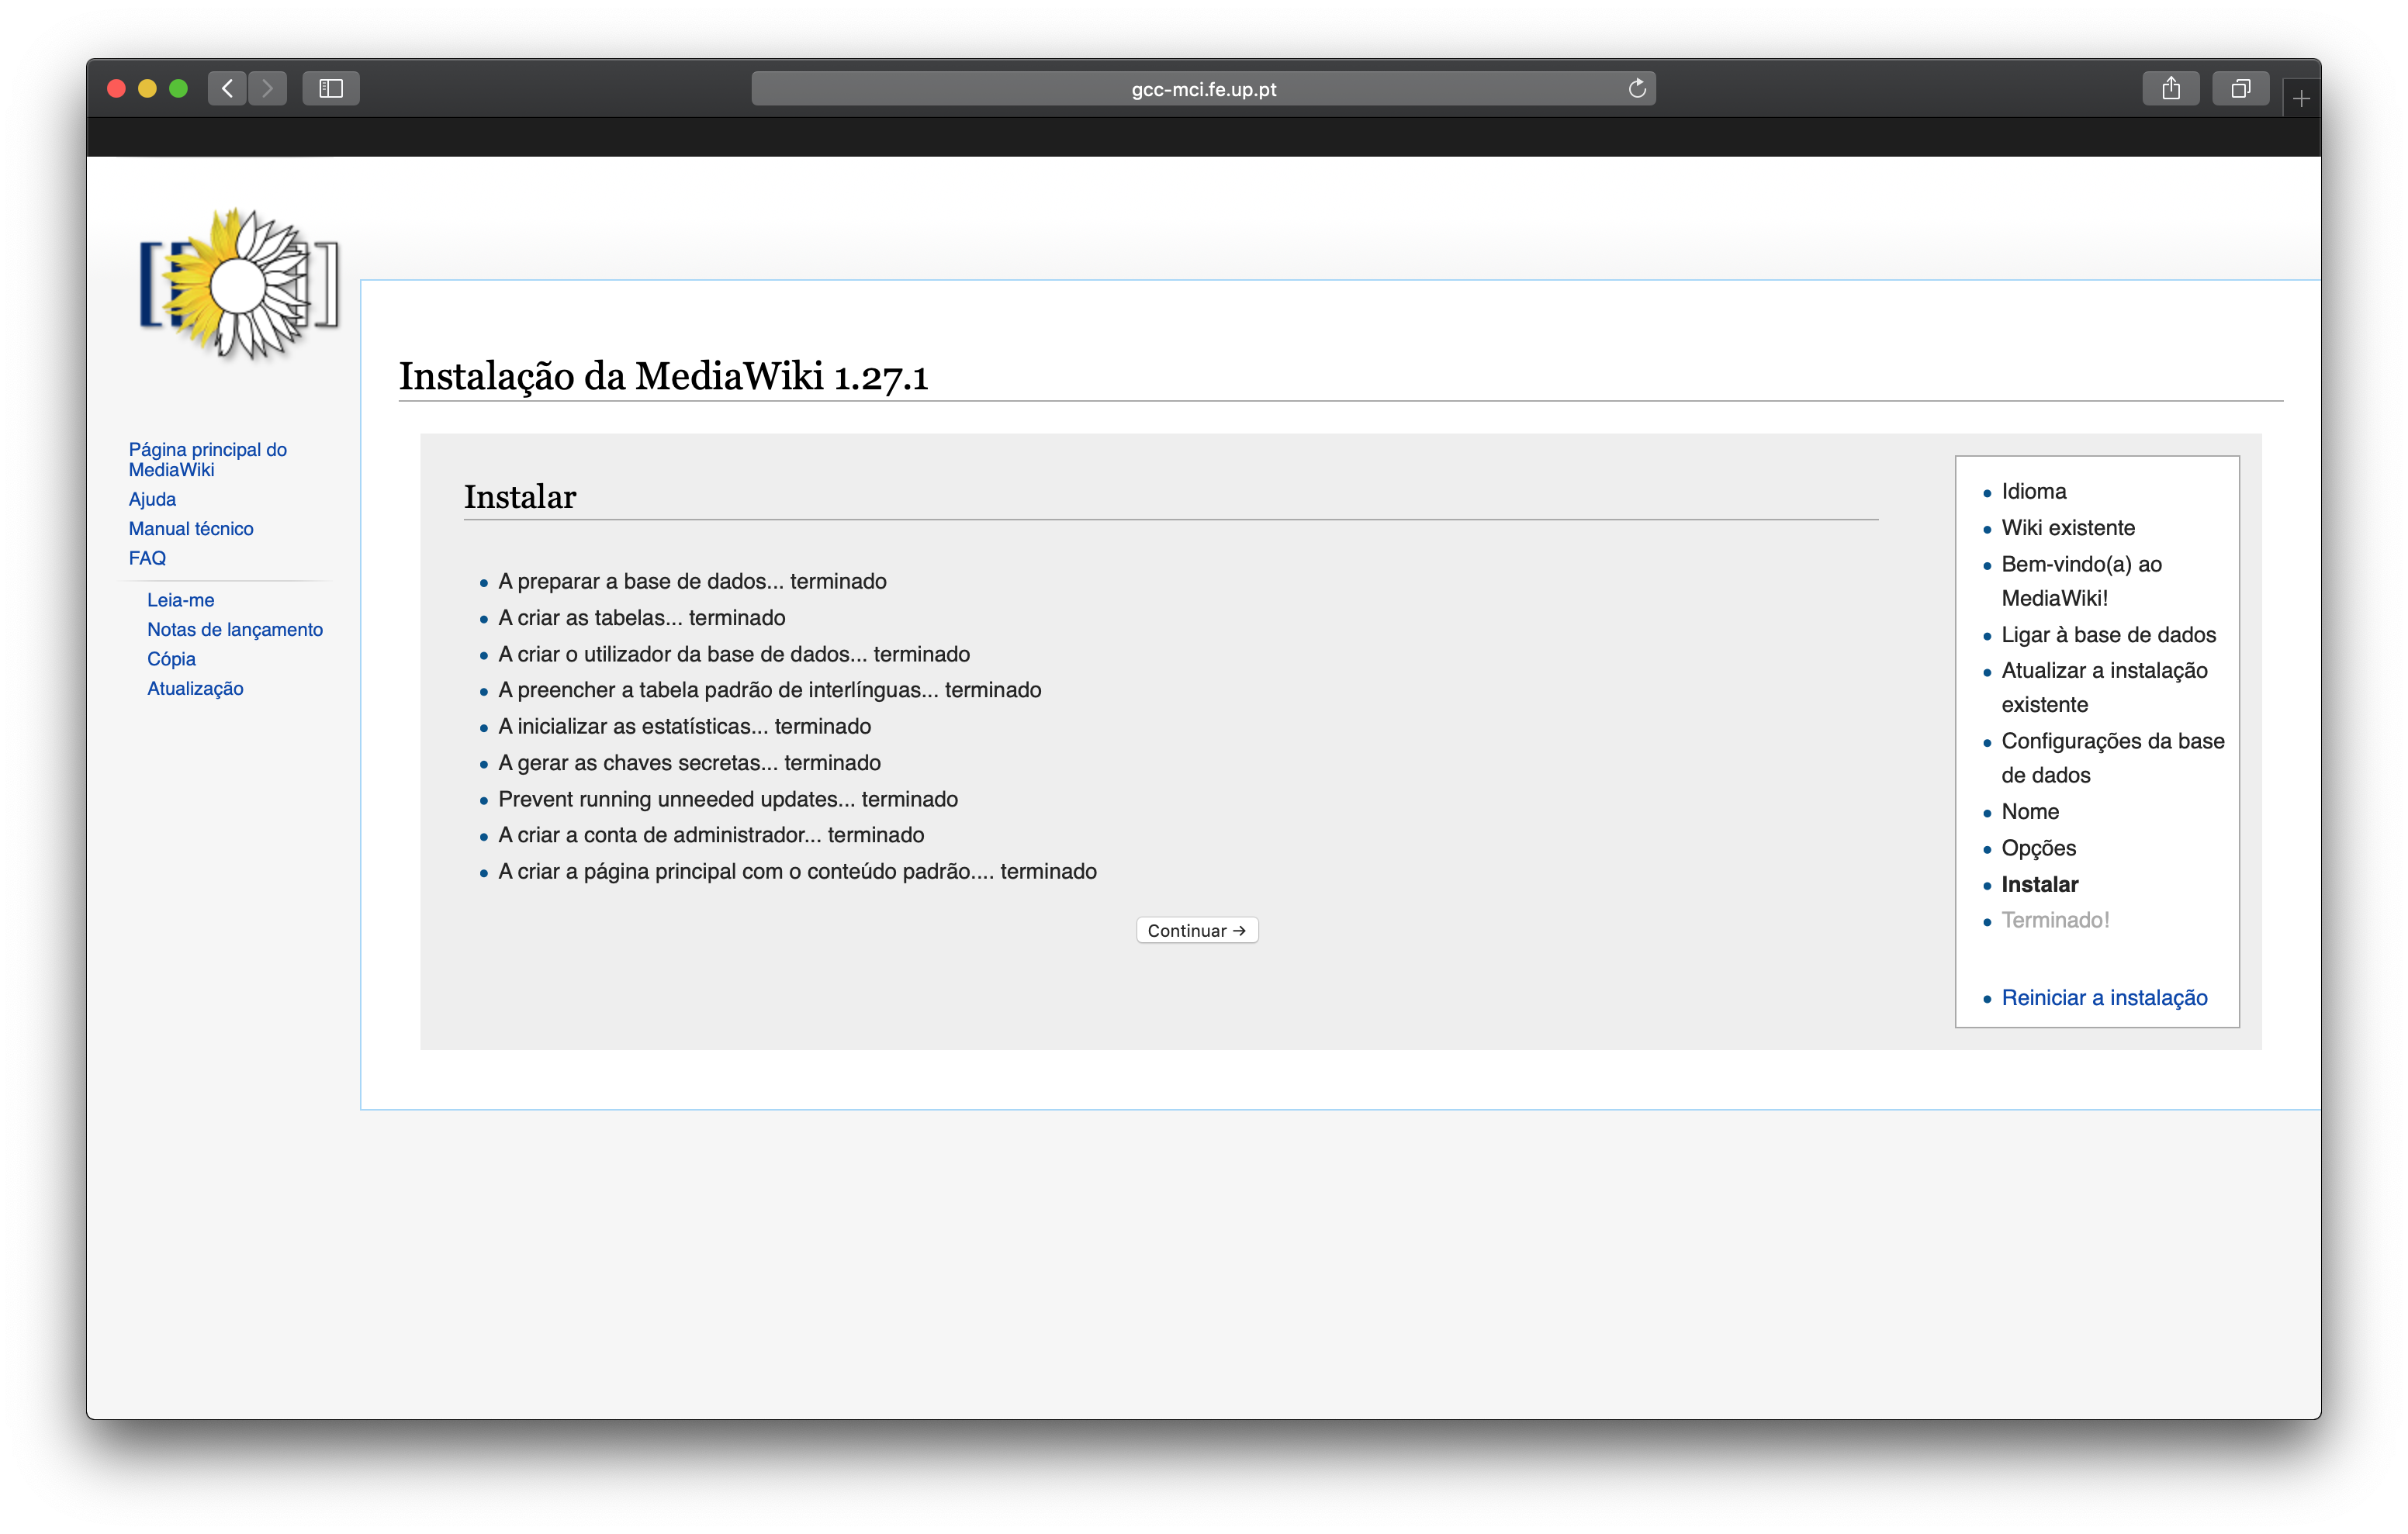 gcc-mci.fe.up.pt
Instalação da MediaWiki 1.27.1
Página principal do
MediaWiki
Ajuda
Manual técnico
FAQ
Leia-me
Notas de lançamento
Cópia
Atualização
Instalar
A preparar a base de dados... terminado
A criar as tabelas... terminado
A criar o utilizador da base de dados... terminado
A preencher a tabela padrão de interlínguas... terminado
A inicializar as estatísticas... terminado
A gerar as chaves secretas... terminado
Prevent running unneeded updates... terminado
A criar a conta de administrador... terminado
A criar a página principal com o conteúdo padrão.... terminado
Continuar →
Idioma
Wiki existente
Bem-vindo(a) ao
MediaWiki!
Ligar à base de dados
Atualizar a instalação
existente
Configurações da base
de dados
Nome
Opções
Instalar
Terminado!
Reiniciar a instalação